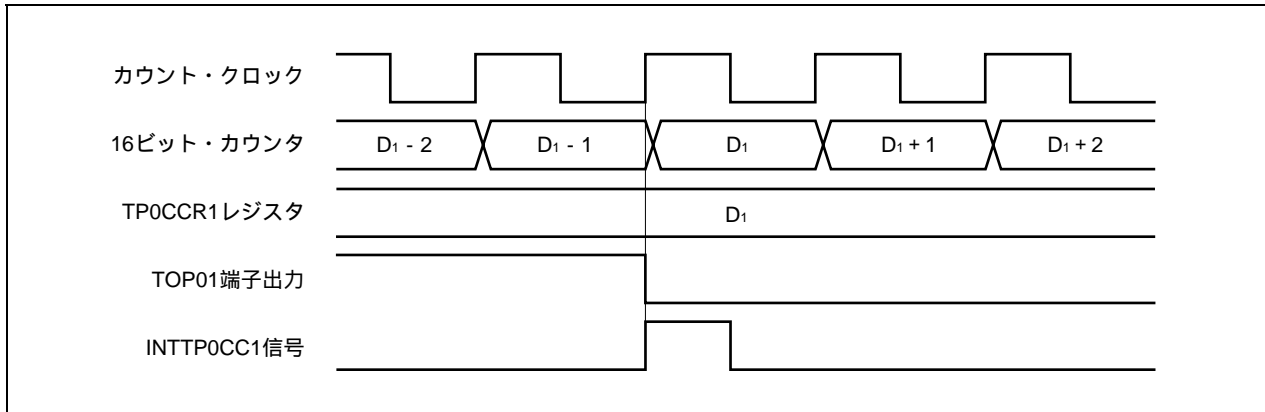 カウント・クロック
16ビット・カウンタ D1 - 2 D1 - 1 D1 D1 + 1 D1 + 2
TP0CCR1レジスタ D1
TOP01端子出力
INTTP0CC1信号